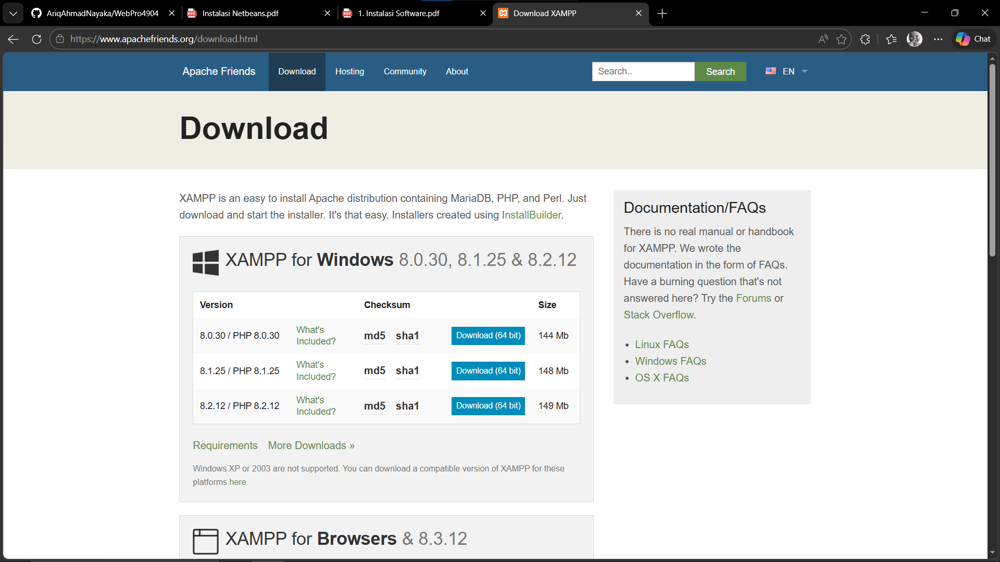 AriqAhmadNayaka/WebPro4904
Instalasi Netbeans.pdf
1. Instalasi Software.pdf
Download XAMPP
https://www.apachefriends.org/download.html
Chat
Apache Friends
Download
Hosting
Community
About
Search..
Search
EN
Download
XAMPP is an easy to install Apache distribution containing MariaDB, PHP, and Perl. Just
download and start the installer. It's that easy. Installers created using InstallBuilder.
XAMPP for Windows 8.0.30, 8.1.25 & 8.2.12
Version Checksum Size
8.0.30 / PHP 8.0.30 What's Included? md5 sha1 Download (64 bit) 144 Mb
8.1.25 / PHP 8.1.25 What's Included? md5 sha1 Download (64 bit) 148 Mb
8.2.12 / PHP 8.2.12 What's Included? md5 sha1 Download (64 bit) 149 Mb
Requirements More Downloads »
Windows XP or 2003 are not supported. You can download a compatible version of XAMPP for these
platforms here.
XAMPP for Browsers & 8.3.12
Documentation/FAQs
There is no real manual or handbook
for XAMPP. We wrote the
documentation in the form of FAQs.
Have a burning question that's not
answered here? Try the Forums or
Stack Overflow.
• Linux FAQs
• Windows FAQs
• OS X FAQs